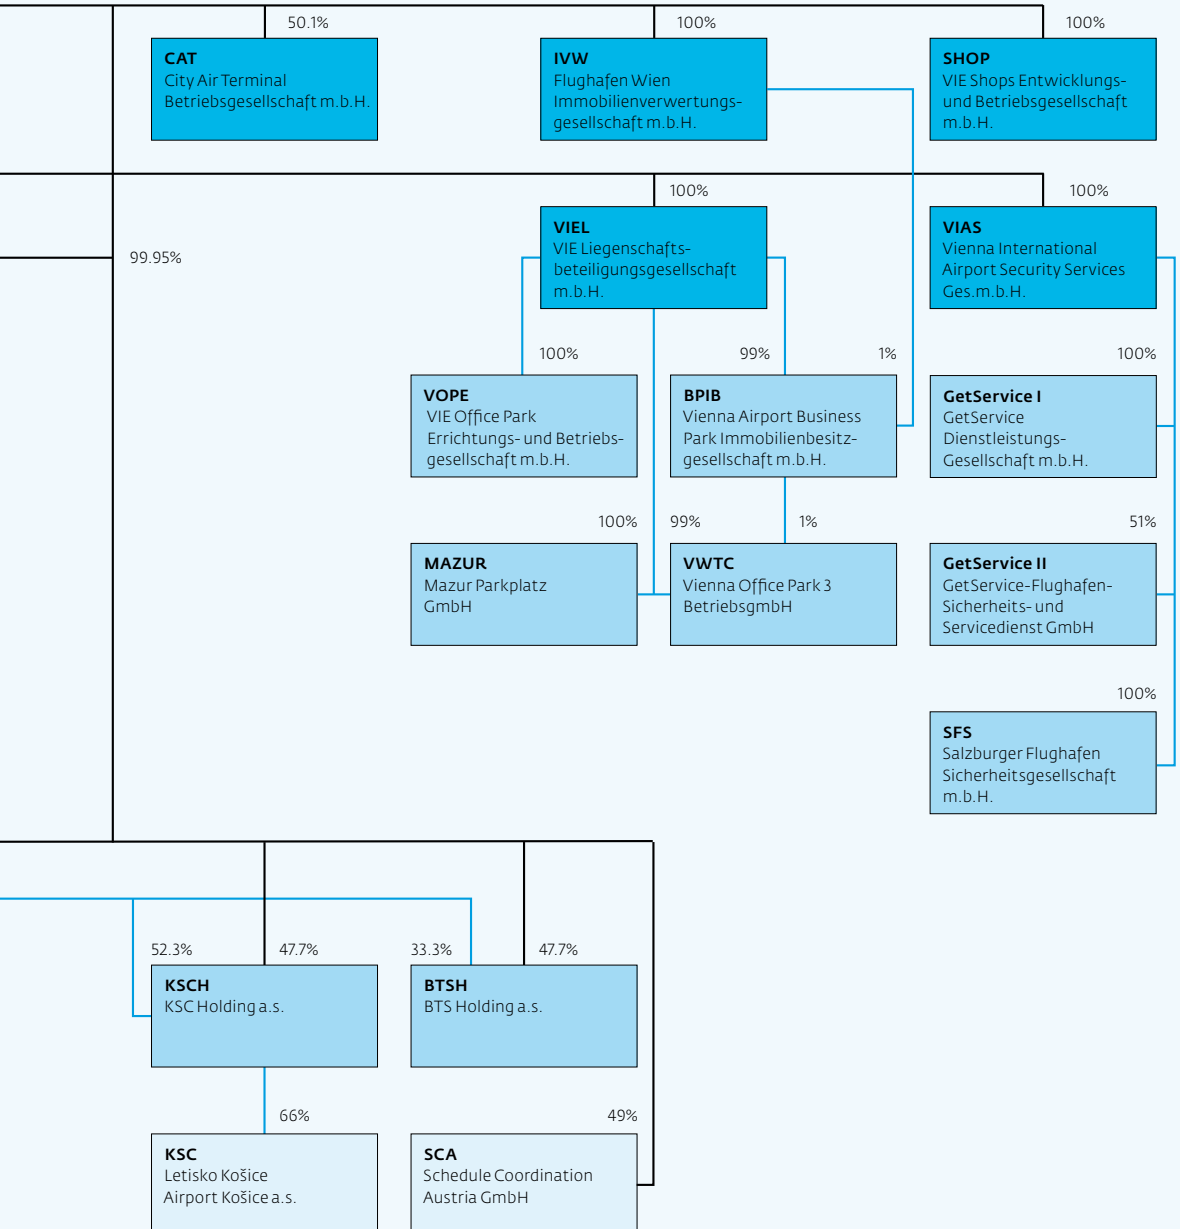 50.1%
100%
100%
CAT
City Air Terminal
Betriebsgesellschaft m.b.H.
IVW
Flughafen Wien
Immobilienverwertungs-
gesellschaft m.b.H.
SHOP
VIE Shops Entwicklungs-
und Betriebsgesellschaft
m.b.H.
100%
100%
99.95%
VIEL
VIE Liegenschafts-
beteiligungsgesellschaft
m.b.H.
VIAS
Vienna International
Airport Security Services
Ges.m.b.H.
100%
99%
1%
100%
VOPE
VIE Office Park
Errichtungs- und Betriebs-
gesellschaft m.b.H.
BPIB
Vienna Airport Business
Park Immobilienbesitz-
gesellschaft m.b.H.
GetService I
GetService
Dienstleistungs-
Gesellschaft m.b.H.
100%
99%
1%
51%
MAZUR
Mazur Parkplatz
GmbH
VWTC
Vienna Office Park 3
BetriebsgmbH
GetService II
GetService-Flughafen-
Sicherheits- und
Servicedienst GmbH
100%
SFS
Salzburger Flughafen
Sicherheitsgesellschaft
m.b.H.
52.3%
47.7%
33.3%
47.7%
KSCH
KSC Holding a.s.
BTSH
BTS Holding a.s.
66%
49%
KSC
Letisko Košice
Airport Košice a.s.
SCA
Schedule Coordination
Austria GmbH